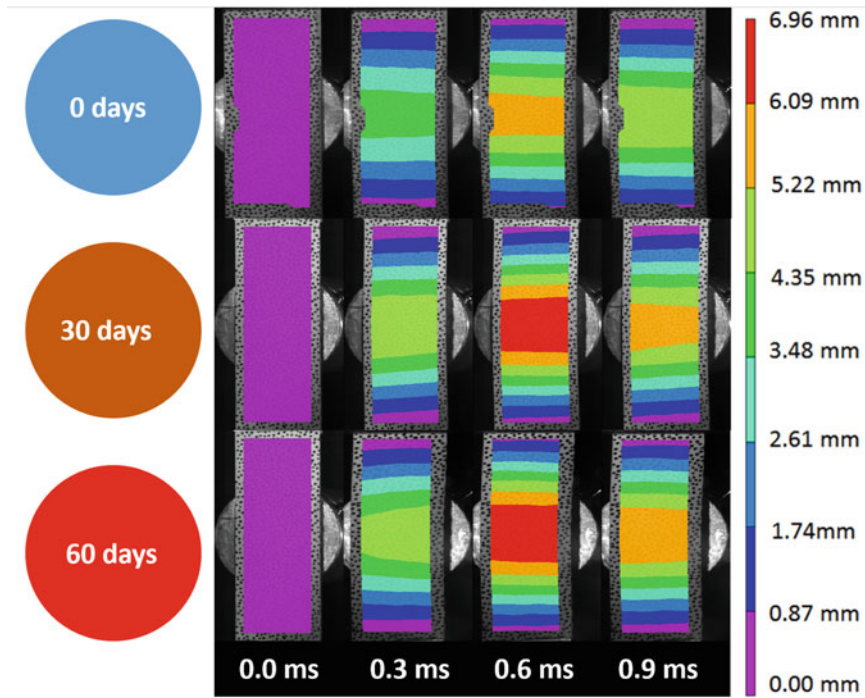 0 days
30 days
60 days
0.0 ms
0.3 ms
0.6 ms
0.9 ms
6.96 mm
6.09 mm
5.22 mm
4.35 mm
3.48 mm
2.61 mm
1.74mm
0.87 mm
0.00 mm